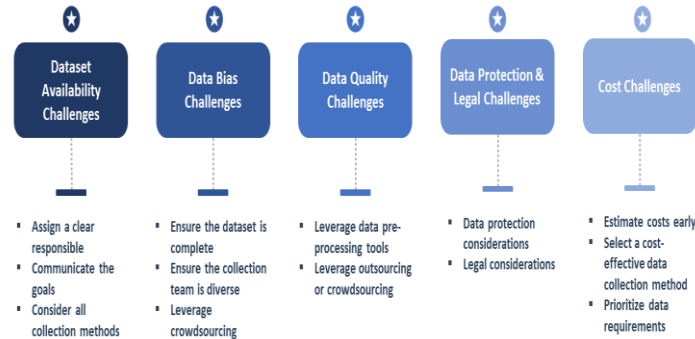 Dataset
Availability
Challenges
Data Bias
Challenges
Data Quality
Challenges
Data Protection &
Legal Challenges
Cost Challenges
▪ Assign a clear
responsible
▪ Communicate the
goals
▪ Consider all
collection methods
▪ Ensure the dataset is
complete
▪ Ensure the collection
team is diverse
▪ Leverage
crowdsourcing
▪ Leverage data pre-
processing tools
▪ Leverage outsourcing
or crowdsourcing
▪ Data protection
considerations
▪ Legal considerations
▪ Estimate costs early
▪ Select a cost-
effective data
collection method
▪ Prioritize data
requirements